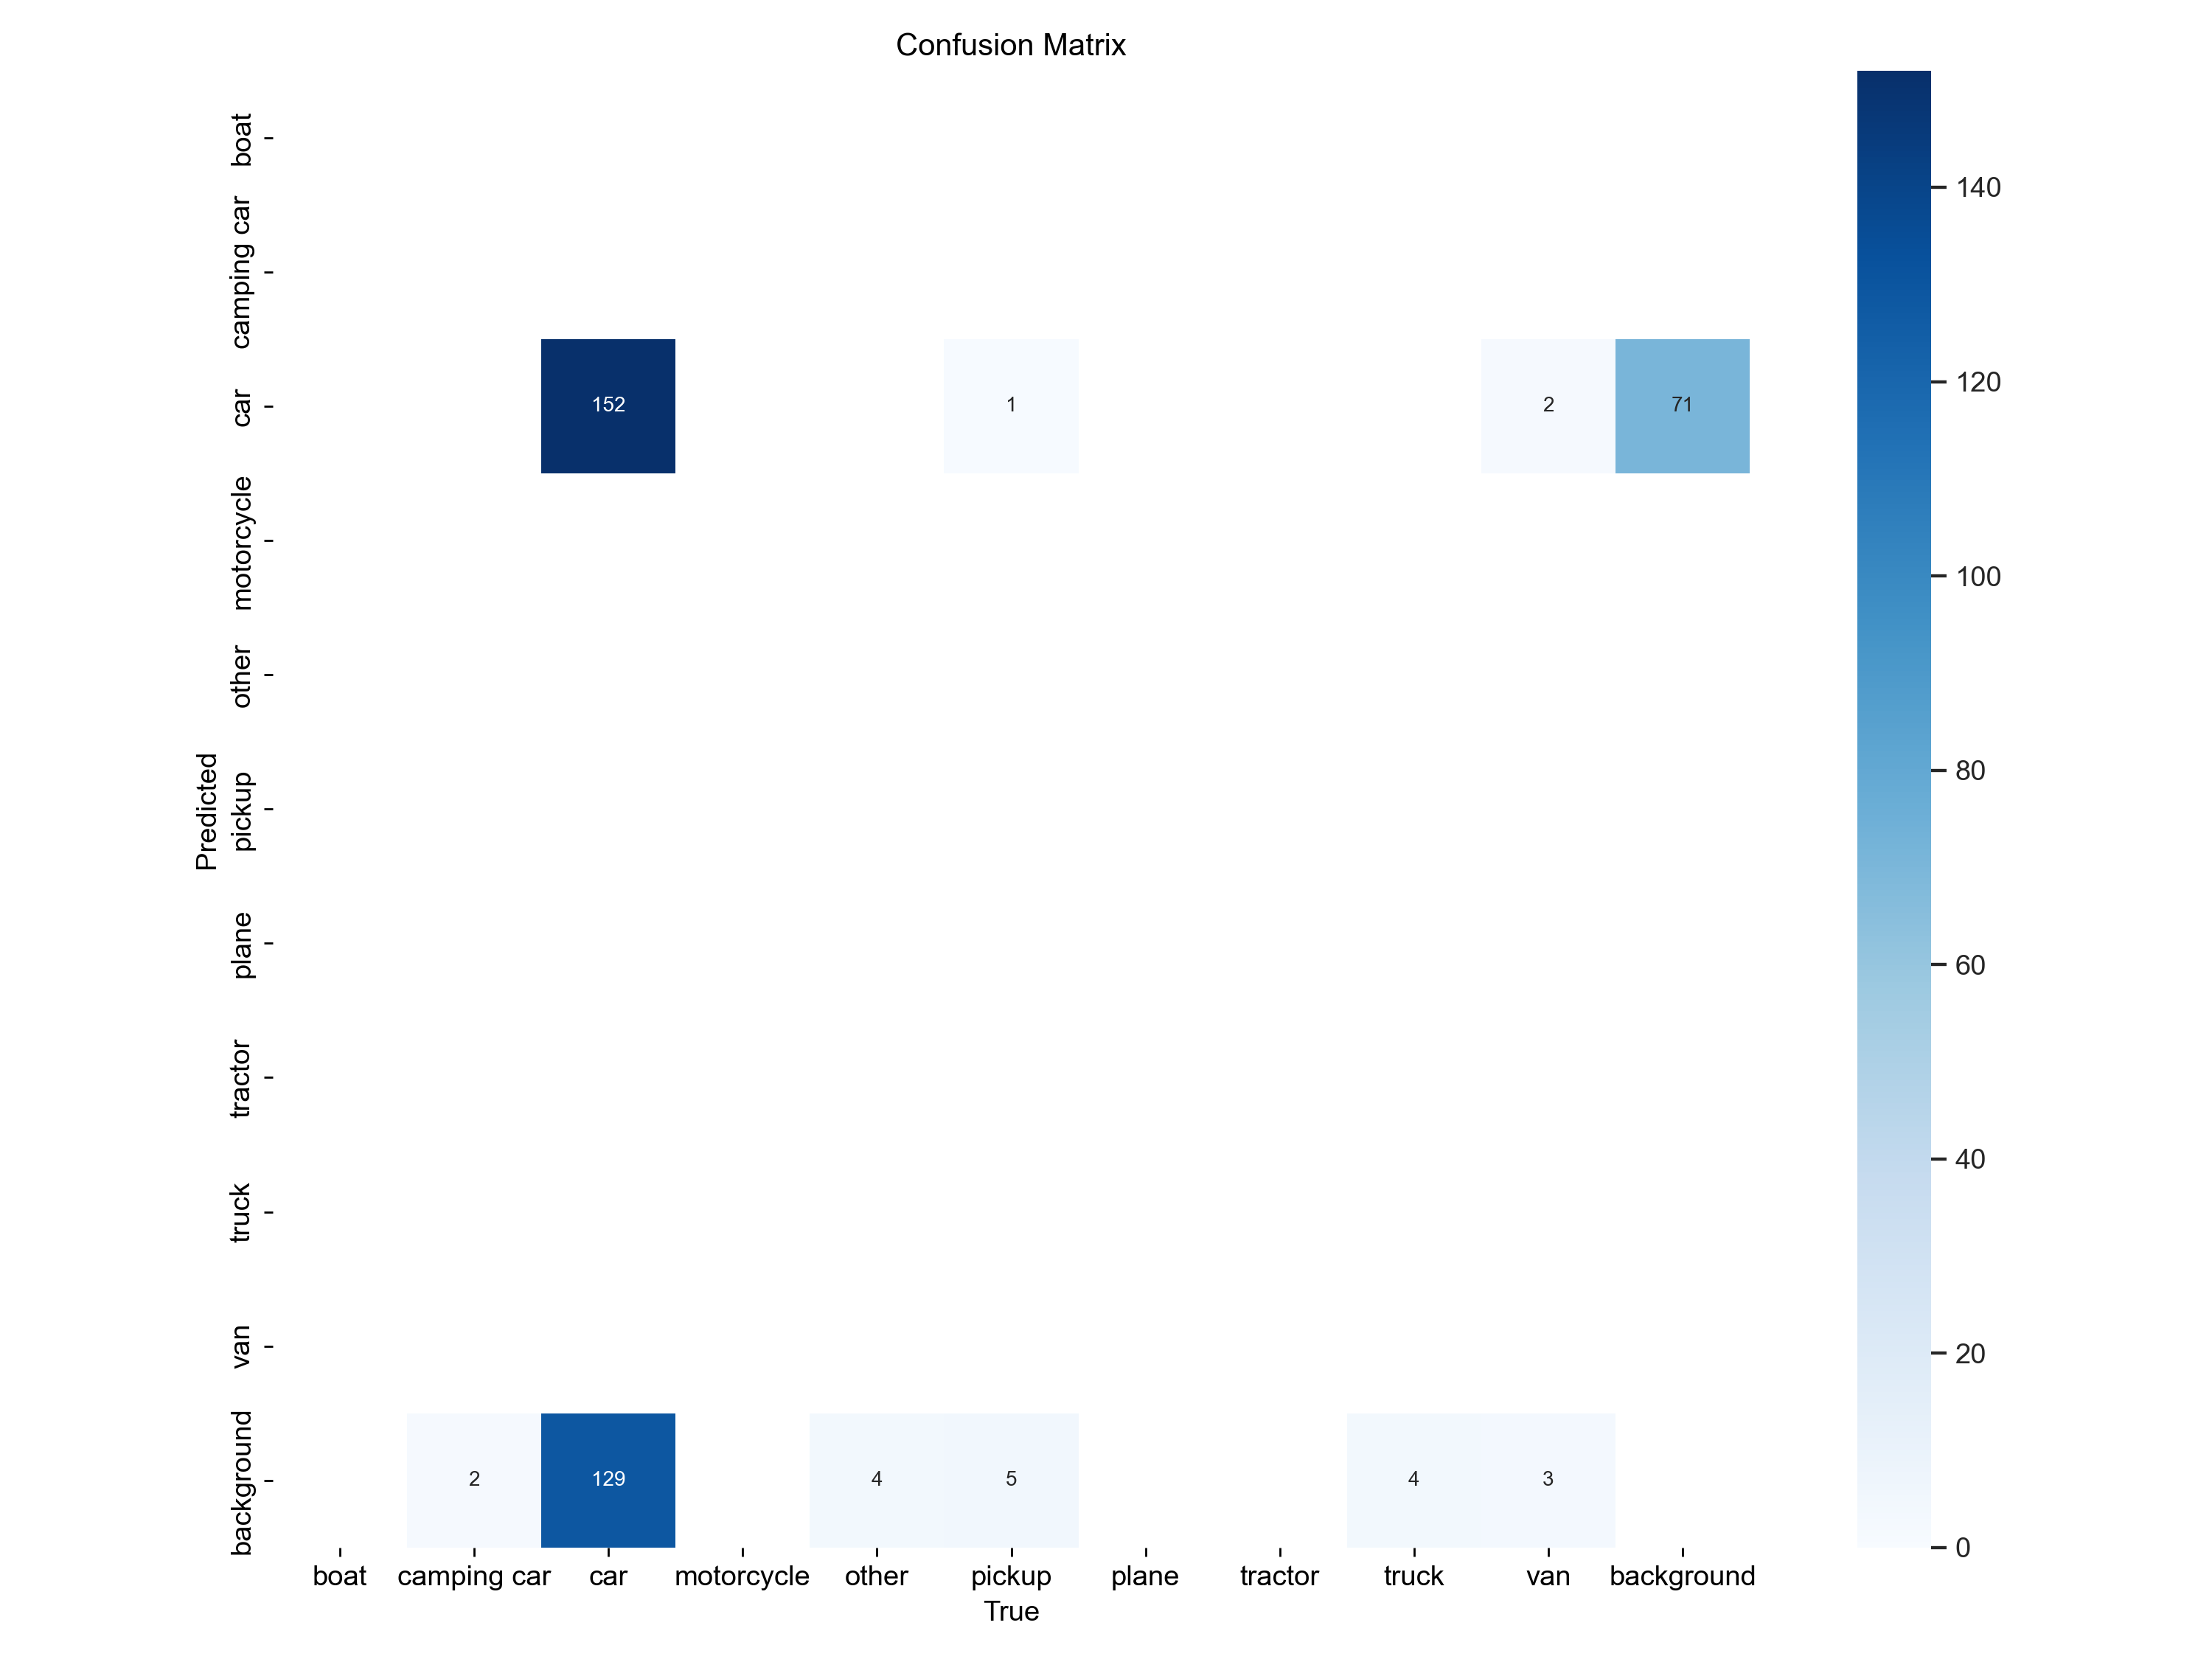 Confusion Matrix
boat
camping car
car
motorcycle
other
pickup
plane
tractor
truck
van
background
Predicted
152 1 2 71
2 129 4 5 4 3
boat camping car car motorcycle other pickup plane tractor truck van background
True
140
120
100
80
60
40
20
0